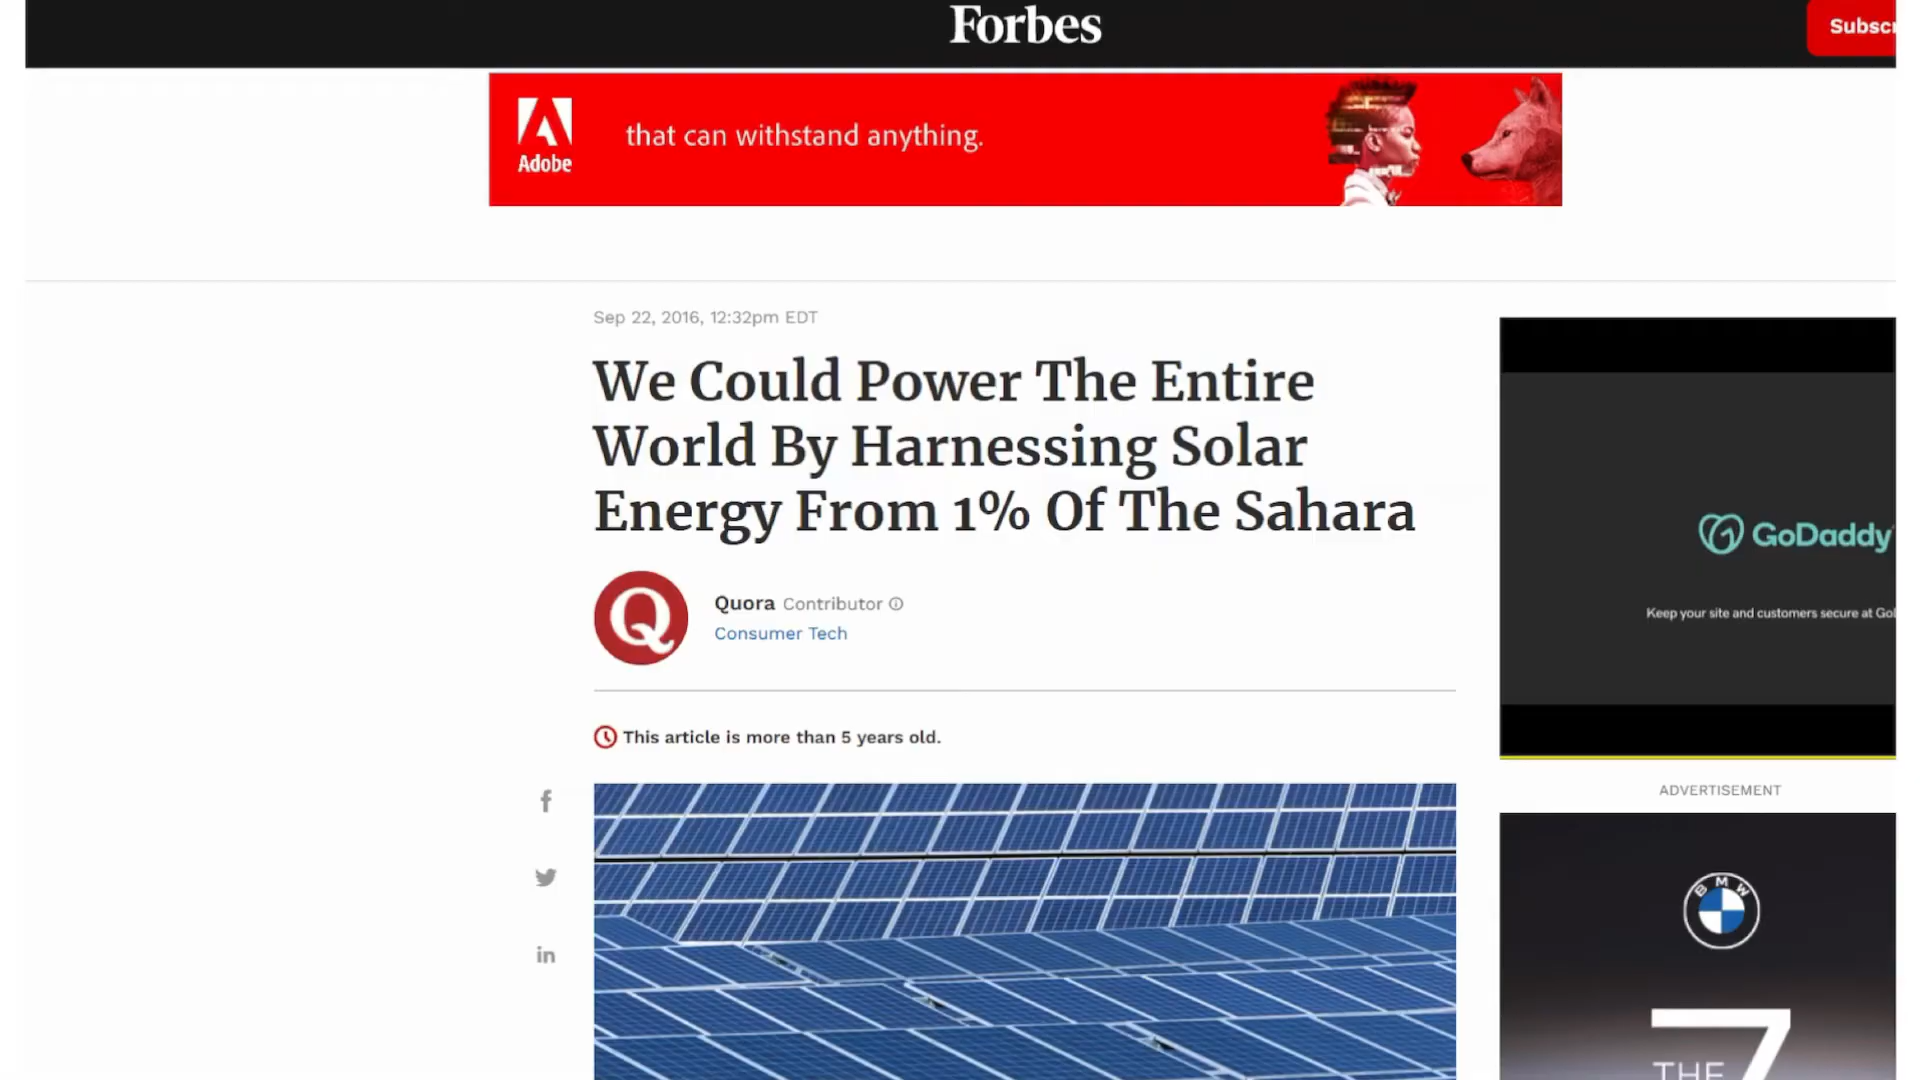 Forbes
Subscr
Adobe
that can withstand anything.
Sep 22, 2016, 12:32pm EDT
We Could Power The Entire
World By Harnessing Solar
Energy From 1% Of The Sahara
Q
Quora Contributor
Consumer Tech
This article is more than 5 years old.
f
in
GoDaddy
Keep your site and customers secure at Go
ADVERTISEMENT
BMW
THE 7